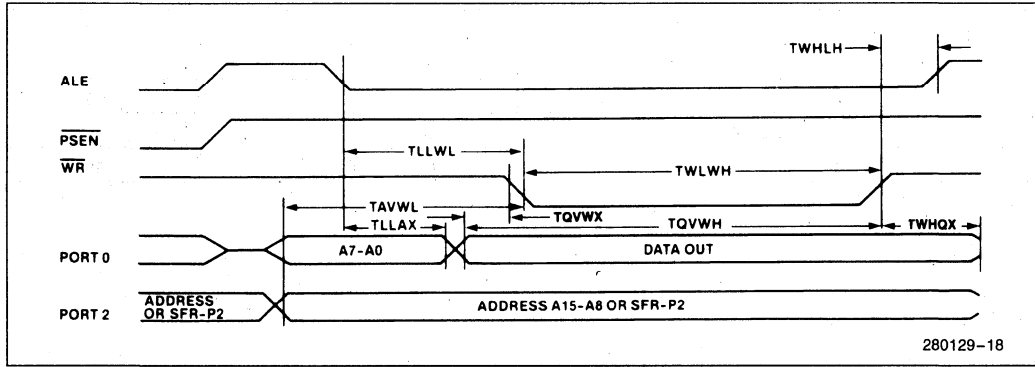 TWHLH
ALE
PSEN
TLLWL
WR
TWLWH
TAVWL
TQVWX
TLLAX
TQVWH
TWHQX
PORT 0
A7-A0
DATA OUT
PORT 2
ADDRESS
OR SFR-P2
ADDRESS A15-A8 OR SFR-P2
280129-18